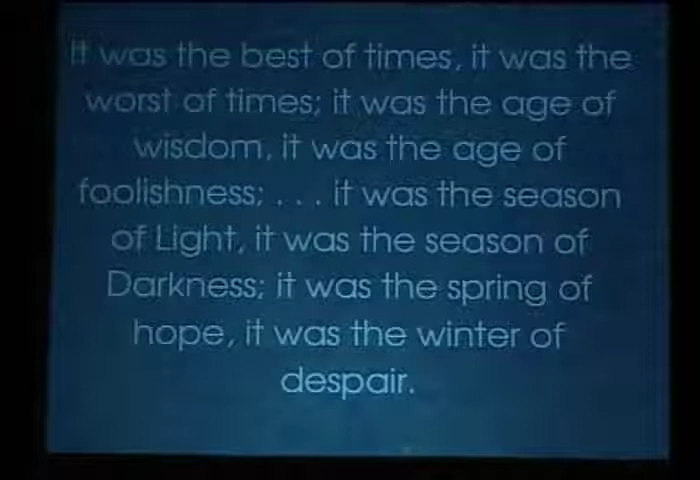 It was the best of times, it was the
worst of times; it was the age of
wisdom, it was the age of
foolishness; . . . it was the season
of Light, it was the season of
Darkness; it was the spring of
hope, it was the winter of
despair.